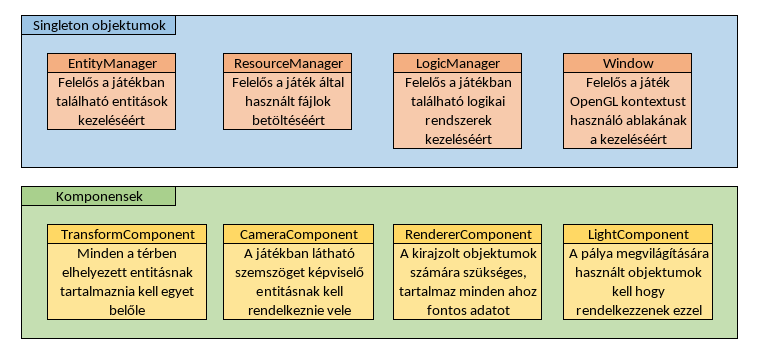 Singleton objektumok
EntityManager
Felelős a játékban
található entitások
kezeléséért
ResourceManager
Felelős a játék által
használt fájlok
betöltéséért
LogicManager
Felelős a játékban
található logikai
rendszerek
kezeléséért
Window
Felelős a játék
OpenGL kontextust
használó ablakának
a kezeléséért
Komponensek
TransformComponent
Minden a térben
elhelyezett entitásnak
tartalmaznia kell egyet
belőle
CameraComponent
A játékban látható
szemszöget képviselő
entitásnak kell
rendelkeznie vele
RendererComponent
A kirajzolt objektumok
számára szükséges,
tartalmaz minden ahoz
fontos adatot
LightComponent
A pálya megvilágítására
használt objektumok
kell hogy
rendelkezzenek ezzel